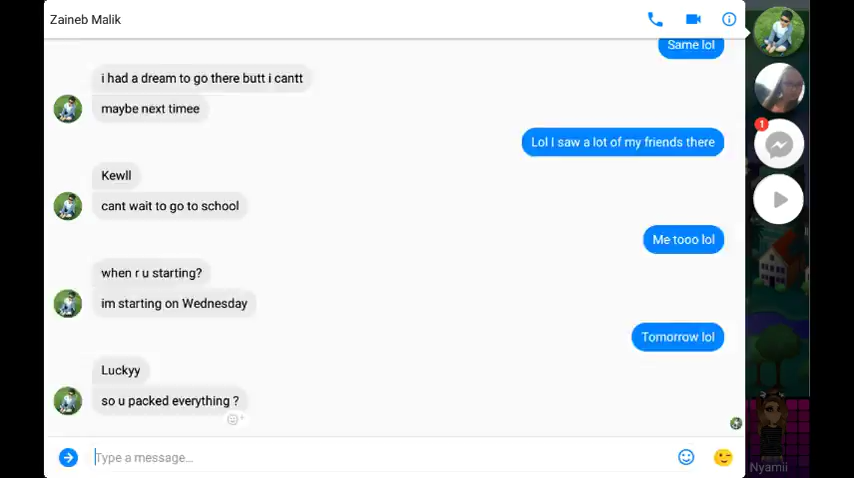 Zaineb Malik
Same lol
i had a dream to go there butt i cantt
maybe next timee
Lol I saw a lot of my friends there
1
Kewll
cant wait to go to school
Me tooo lol
when r u starting?
im starting on Wednesday
Tomorrow lol
Luckyy
so u packed everything ?
Type a message...
Nyamii